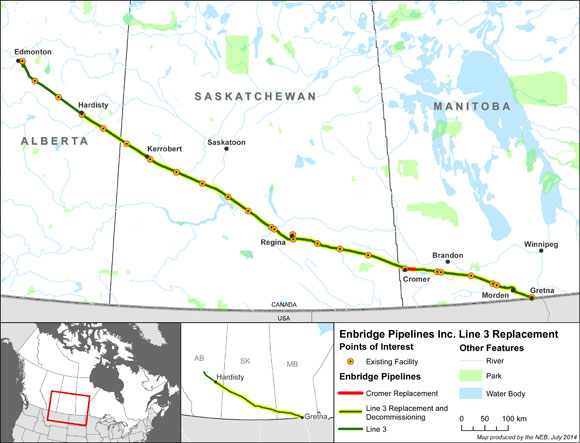 Edmonton
Hardisty
SASKATCHEWAN
MANITOBA
ALBERTA
Kerrobert
Saskatoon
Regina
Brandon
Winnipeg
Cromer
Morden
Gretna
CANADA
USA
AB
SK
MB
Hardisty
Gretna
Enbridge Pipelines Inc. Line 3 Replacement
Points of Interest
Existing Facility
Enbridge Pipelines
Cromer Replacement
Line 3 Replacement and
Decommissioning
Line 3
Other Features
River
Park
Water Body
0 50 100 km
Map produced by the NEB, July 2014